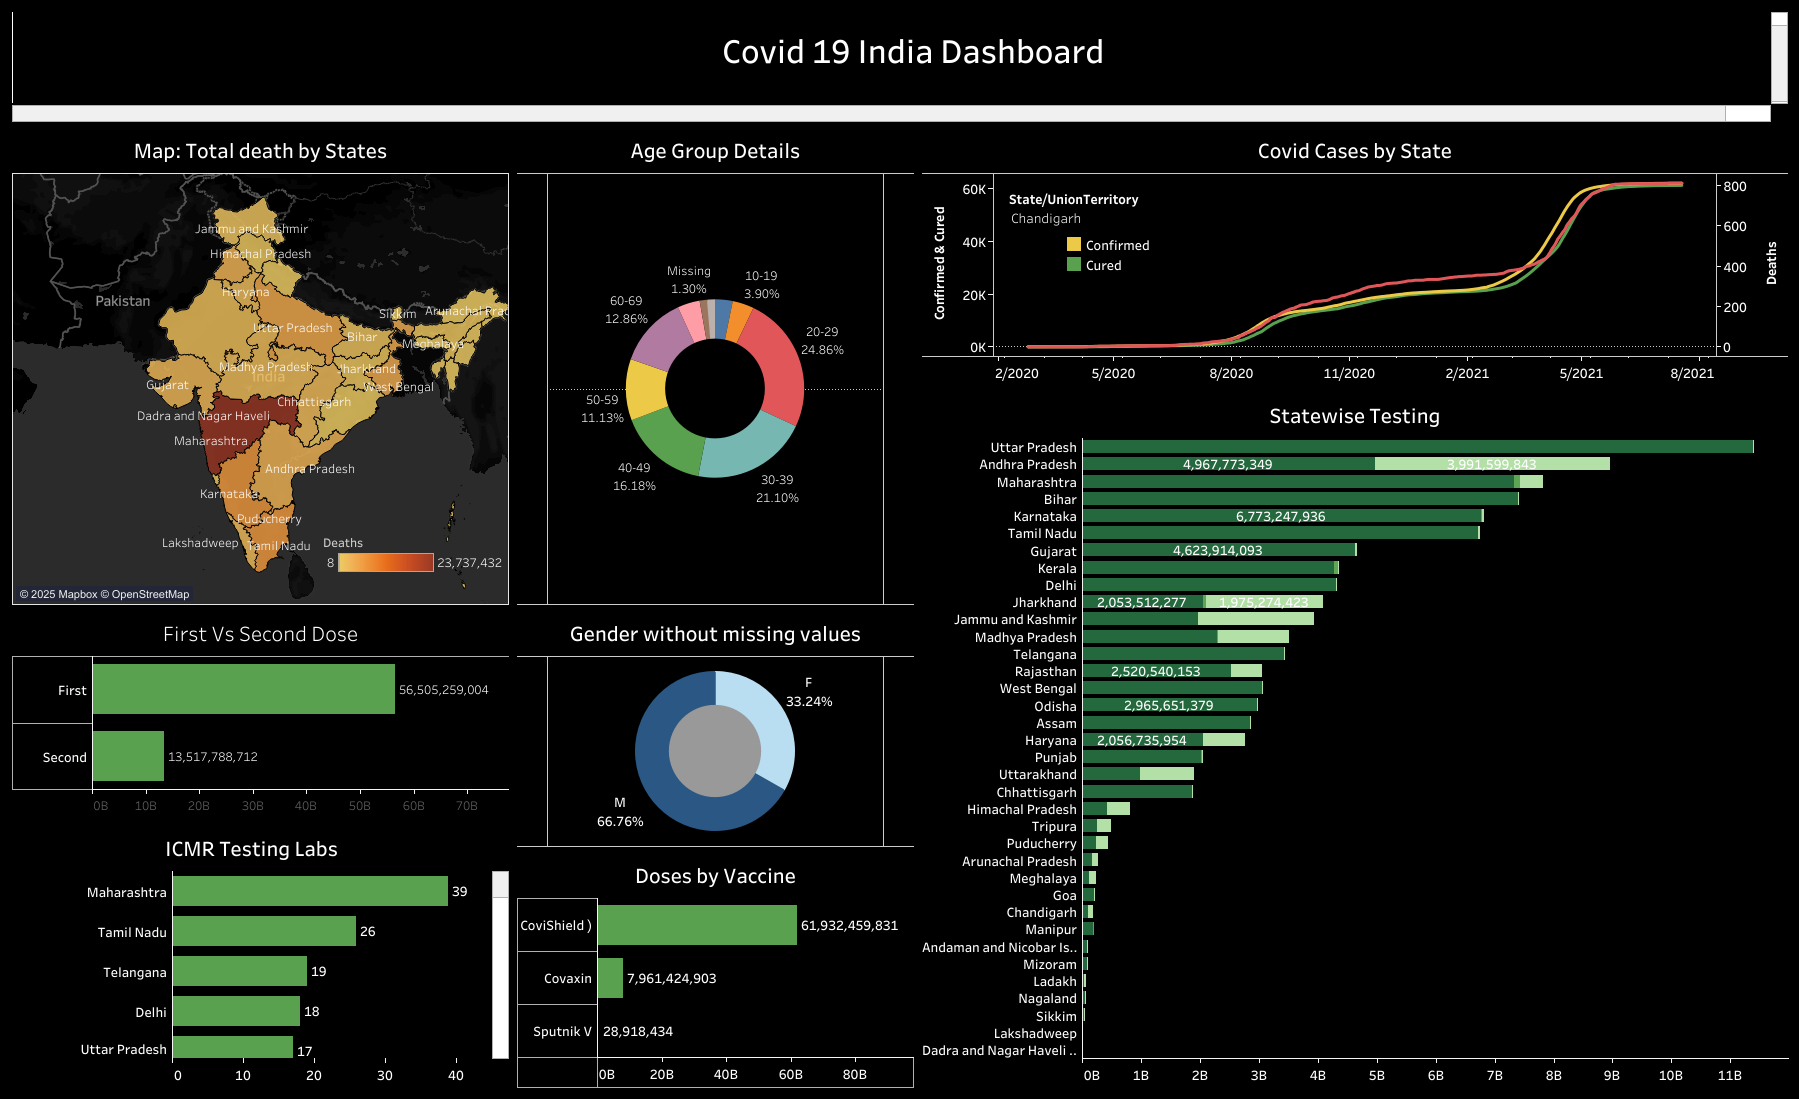 Covid 19 India Dashboard
Map: Total death by States
Jammu and Kashmir
Himachal Pradesh
Haryana
Pakistan
Sikkim
Arunachal Prad
Uttar Pradesh
Bihar
Meghalaya
Madhya Pradesh
Jharkhand
India
Gujarat
West Bengal
Chhattisgarh
Dadra and Nagar Haveli
Maharashtra
Andhra Pradesh
Karnataka
Puducherry
Lakshadweep
Tamil Nadu
Deaths
8
23,737,432
© 2025 Mapbox © OpenStreetMap
Age Group Details
Missing
1.30%
10-19
3.90%
60-69
12.86%
20-29
24.86%
50-59
11.13%
40-49
16.18%
30-39
21.10%
Covid Cases by State
State/UnionTerritory
Chandigarh
Confirmed
Cured
Confirmed & Cured
60K
40K
20K
0K
Deaths
800
600
400
200
0
2/2020
5/2020
8/2020
11/2020
2/2021
5/2021
8/2021
First Vs Second Dose
First
56,505,259,004
Second
13,517,788,712
0B
10B
20B
30B
40B
50B
60B
70B
Gender without missing values
F
33.24%
M
66.76%
ICMR Testing Labs
Maharashtra
39
Tamil Nadu
26
Telangana
19
Delhi
18
Uttar Pradesh
17
0
10
20
30
40
Doses by Vaccine
CoviShield )
61,932,459,831
Covaxin
7,961,424,903
Sputnik V
28,918,434
0B
20B
40B
60B
80B
Statewise Testing
Uttar Pradesh
Andhra Pradesh
4,967,773,349
3,991,599,843
Maharashtra
Bihar
Karnataka
6,773,247,936
Tamil Nadu
Gujarat
4,623,914,093
Kerala
Delhi
Jharkhand
2,053,512,277
1,975,274,423
Jammu and Kashmir
Madhya Pradesh
Telangana
Rajasthan
2,520,540,153
West Bengal
Odisha
2,965,651,379
Assam
Haryana
2,056,735,954
Punjab
Uttarakhand
Chhattisgarh
Himachal Pradesh
Tripura
Puducherry
Arunachal Pradesh
Meghalaya
Goa
Chandigarh
Manipur
Andaman and Nicobar Is..
Mizoram
Ladakh
Nagaland
Sikkim
Lakshadweep
Dadra and Nagar Haveli ..
0B
1B
2B
3B
4B
5B
6B
7B
8B
9B
10B
11B